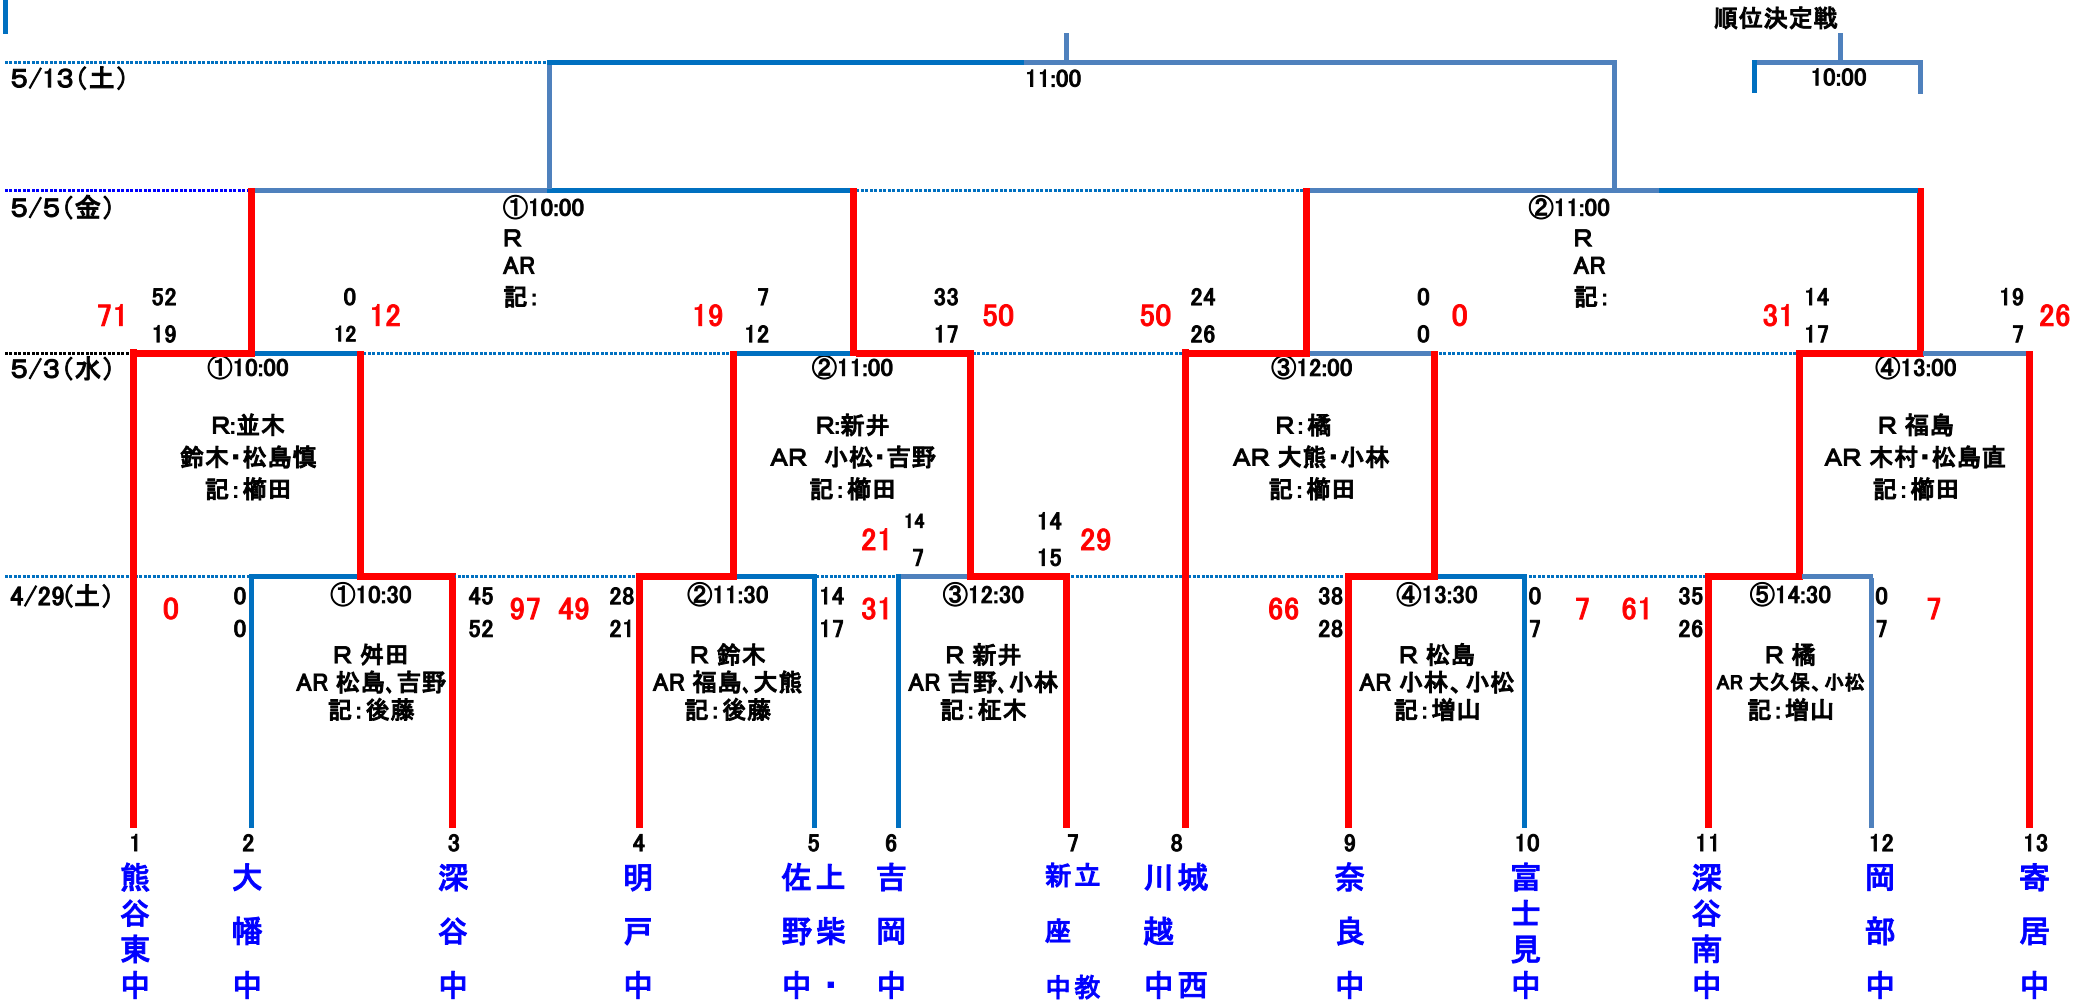 順位決定戦
5/13(土)
11:00
10:00
5/5(金)
①10:00
R
AR
記:
②11:00
R
AR
記:
71
52
19
0
12
12
19
7
12
33
17
50
50
24
26
0
0
0
31
14
17
19
7
26
5/3(水)
①10:00
R:並木
鈴木・松島慎
記:櫛田
②11:00
R:新井
AR 小松・吉野
記:櫛田
③12:00
R:橘
AR 大熊・小林
記:櫛田
④13:00
R 福島
AR 木村・松島直
記:櫛田
21
14
7
14
15
29
4/29(土)
0
0
0
①10:30
R 舛田
AR 松島、吉野
記:後藤
45
52
97
49
28
21
②11:30
R 鈴木
AR 福島、大熊
記:後藤
14
17
31
③12:30
R 新井
AR 吉野、小林
記:柾木
66
38
28
④13:30
R 松島
AR 小林、小松
記:増山
0
7
7
61
35
26
⑤14:30
R 橘
AR 大久保、小松
記:増山
0
7
7
1
熊谷東中
2
大幡中
3
深谷中
4
明戸中
5
上柴・
佐野中
6
吉岡中
7
立教
新座中
8
城西
川越中
9
奈良中
10
富士見中
11
深谷南中
12
岡部中
13
寄居中